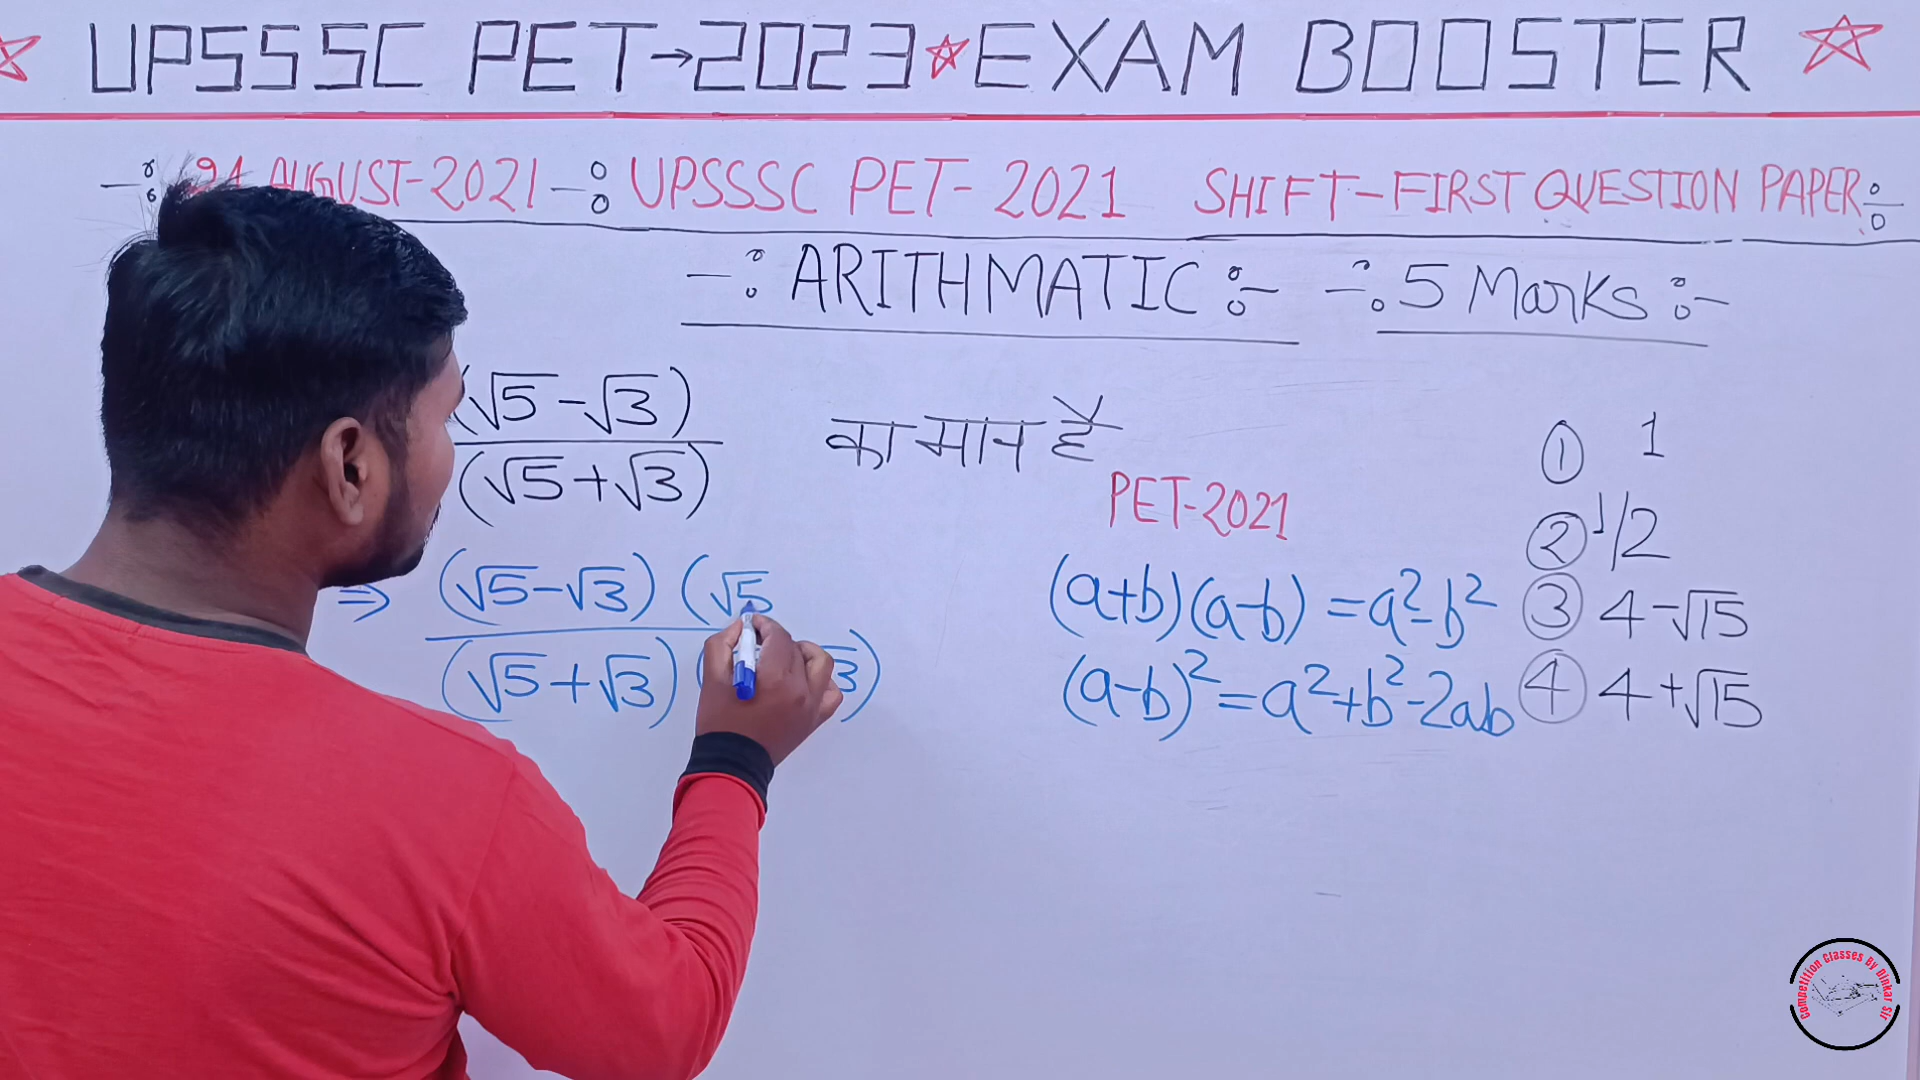 UPSSSC PET→2023 ☆ EXAM BOOSTER ☆
24 AUGUST-2021 -: UPSSSC PET- 2021 SHIFT-FIRST QUESTION PAPER :-
-: ARITHMATIC :- -: 5 Marks :-
(√5-√3)
(√5+√3)
का मान है
PET-2021
① 1
② 1/2
③ 4-√15
④ 4+√15
⇒ (√5-√3) (√5
(√5+√3) ( 3)
(a+b)(a-b) = a²-b²
(a-b)² = a²+b²-2ab
Competition Classes By Dinkar Sir